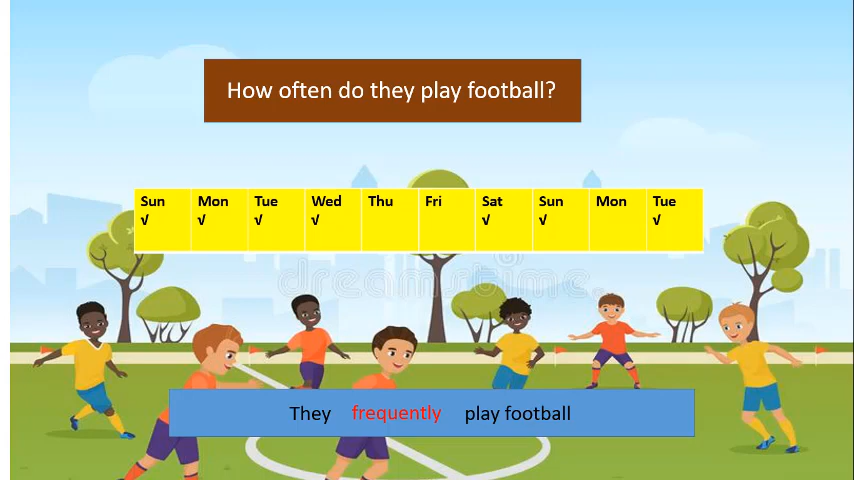 How often do they play football?
Sun Mon Tue Wed Thu Fri Sat Sun Mon Tue
√ √ √ √ √ √ √
dreamstime.
They frequently play football